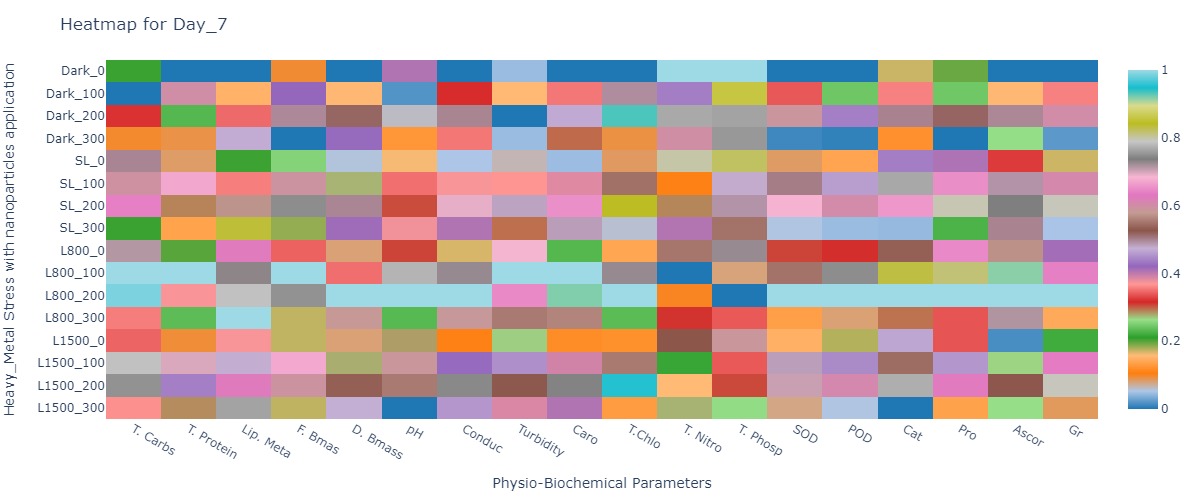 Heatmap for Day_7
Heavy_Metal Stress with nanoparticles application
Dark_0
Dark_100
Dark_200
Dark_300
SL_0
SL_100
SL_200
SL_300
L800_0
L800_100
L800_200
L800_300
L1500_0
L1500_100
L1500_200
L1500_300
T. Carbs
T. Protein
Lip. Meta
F. Bmas
D. Bmass
pH
Conduc
Turbidity
Caro
T.Chlo
T. Nitro
T. Phosp
SOD
POD
Cat
Pro
Ascor
Gr
Physio-Biochemical Parameters
1
0.8
0.6
0.4
0.2
0